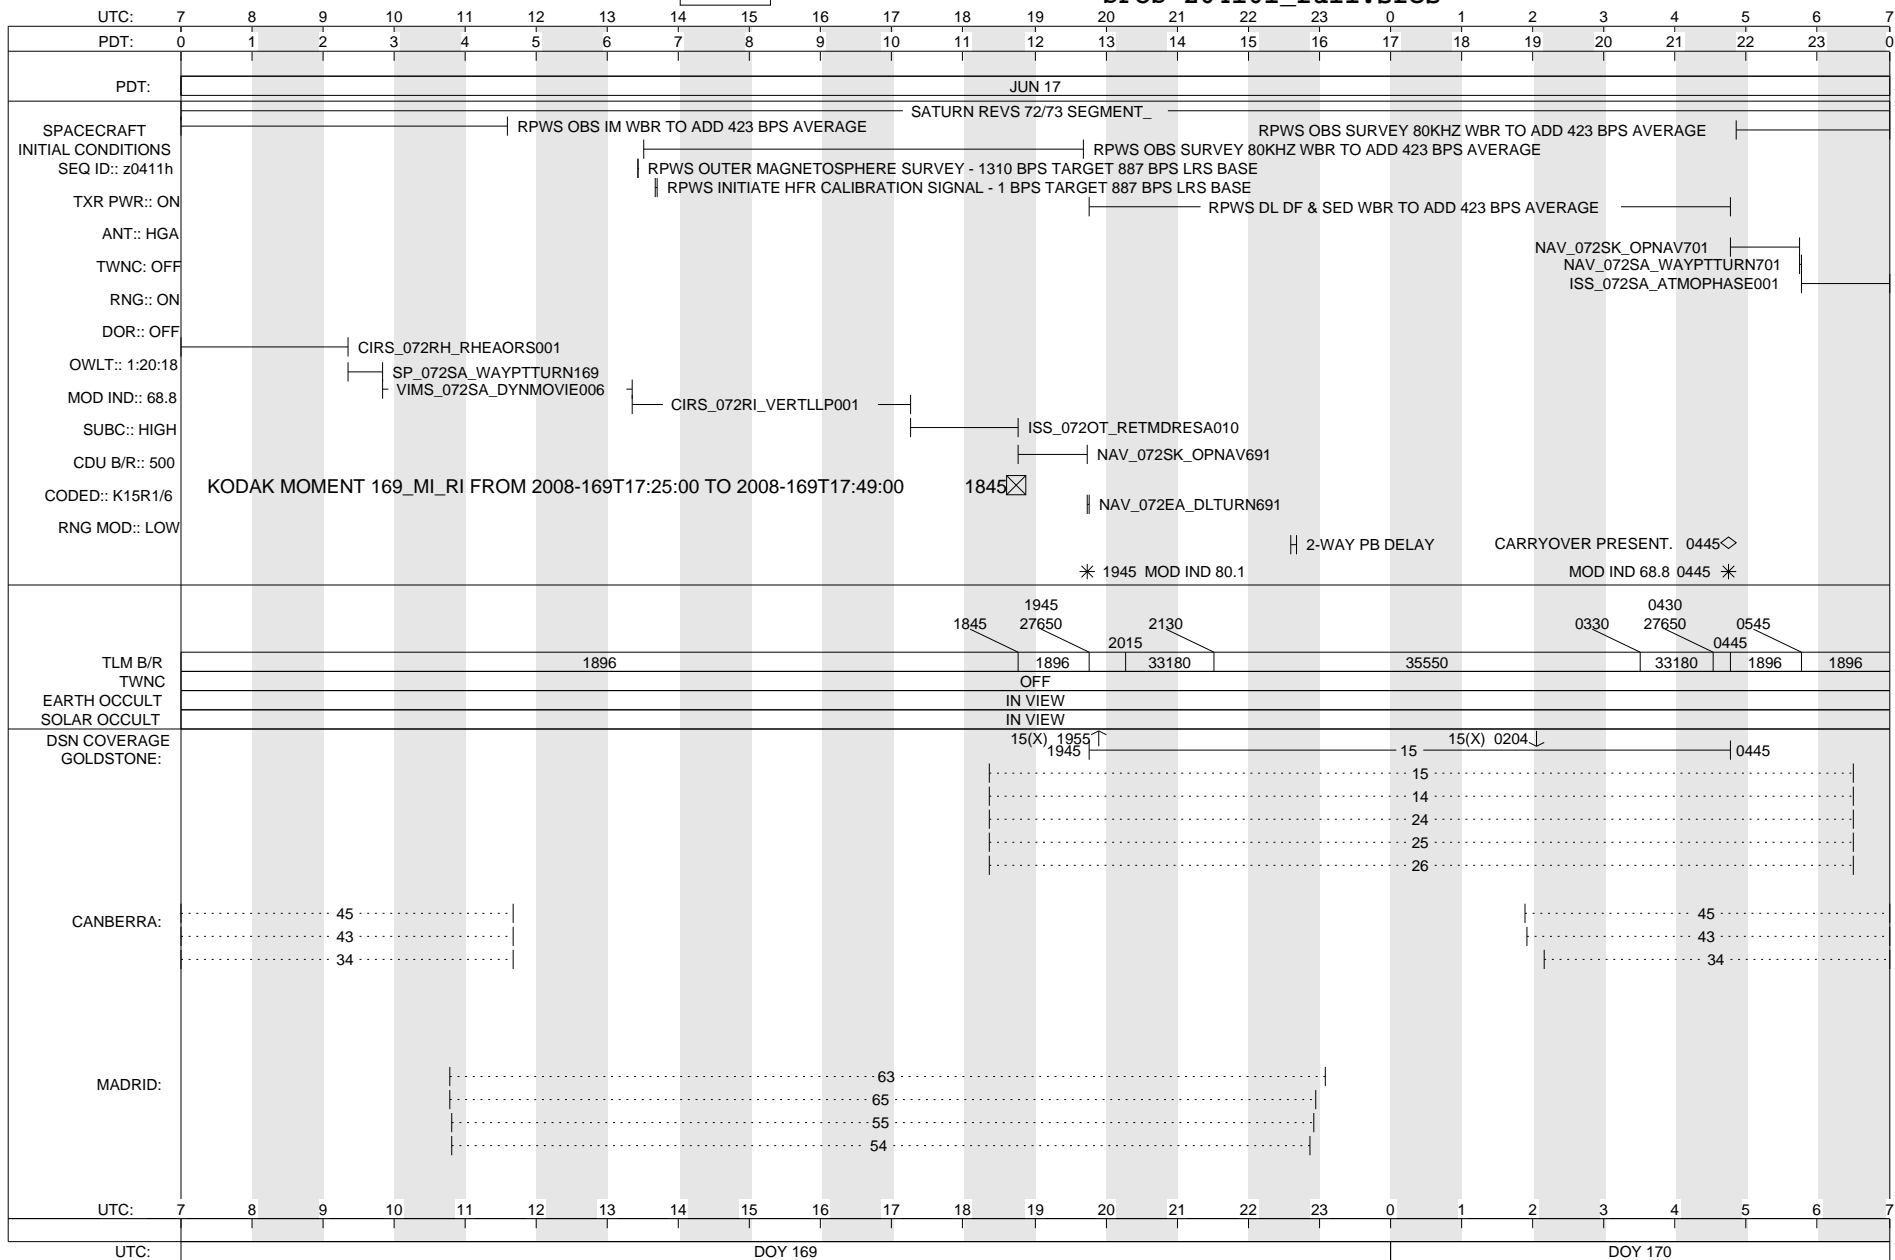 UTC: 7 8 9 10 11 12 13 14 15 16 17 18 19 20 21 22 23 0 1 2 3 4 5 6 7
PDT: 0 1 2 3 4 5 6 7 8 9 10 11 12 13 14 15 16 17 18 19 20 21 22 23 0
PDT: JUN 17
SATURN REVS 72/73 SEGMENT_
SPACECRAFT
INITIAL CONDITIONS
SEQ ID:: z0411h
TXR PWR:: ON
ANT:: HGA
TWNC: OFF
RNG:: ON
DOR:: OFF
OWLT:: 1:20:18
MOD IND:: 68.8
SUBC:: HIGH
CDU B/R:: 500
CODED:: K15R1/6
RNG MOD:: LOW
RPWS OBS IM WBR TO ADD 423 BPS AVERAGE
RPWS OBS SURVEY 80KHZ WBR TO ADD 423 BPS AVERAGE
RPWS OBS SURVEY 80KHZ WBR TO ADD 423 BPS AVERAGE
RPWS OUTER MAGNETOSPHERE SURVEY - 1310 BPS TARGET 887 BPS LRS BASE
RPWS INITIATE HFR CALIBRATION SIGNAL - 1 BPS TARGET 887 BPS LRS BASE
RPWS DL DF & SED WBR TO ADD 423 BPS AVERAGE
NAV_072SK_OPNAV701
NAV_072SA_WAYPTTURN701
ISS_072SA_ATMOPHASE001
CIRS_072RH_RHEAORS001
SP_072SA_WAYPTTURN169
VIMS_072SA_DYNMOVIE006
CIRS_072RI_VERTLLP001
ISS_072OT_RETMDRESA010
NAV_072SK_OPNAV691
KODAK MOMENT 169_MI_RI FROM 2008-169T17:25:00 TO 2008-169T17:49:00 1845
NAV_072EA_DLTURN691
2-WAY PB DELAY CARRYOVER PRESENT. 0445
1945 MOD IND 80.1 MOD IND 68.8 0445
1945 0430
1845 27650 2130 0330 27650 0545
2015 0445
TLM B/R 1896 1896 33180 35550 33180 1896 1896
TWNC OFF
EARTH OCCULT IN VIEW
SOLAR OCCULT IN VIEW
DSN COVERAGE 15(X) 1955 15(X) 0204
1945 15 0445
GOLDSTONE:
15
14
24
25
26
CANBERRA: 45 45
43 43
34 34
MADRID: 63
65
55
54
UTC: 7 8 9 10 11 12 13 14 15 16 17 18 19 20 21 22 23 0 1 2 3 4 5 6 7
UTC: DOY 169 DOY 170